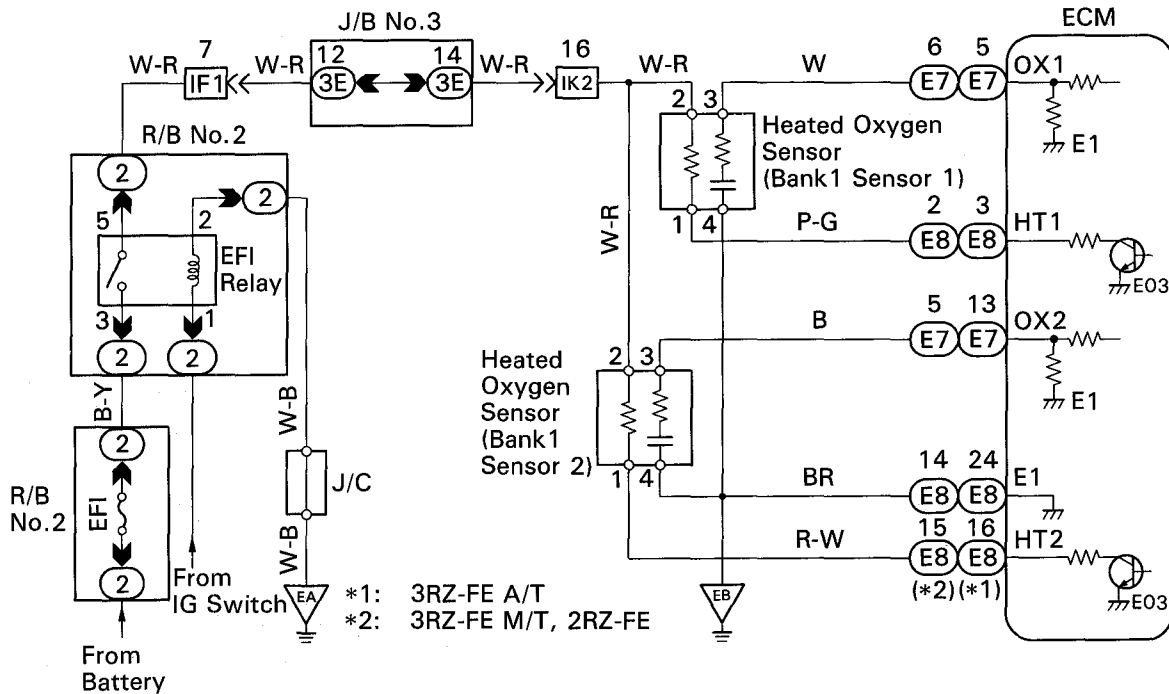 J/B No.3
ECM
7
12
14
16
6
5
W-R
IF1
W-R
3E
3E
W-R
IK2
W-R
W
E7
E7
OX1
2
3
R/B No.2
Heated Oxygen
Sensor
(Bank1 Sensor 1)
E1
2
2
5
2
1
4
P-G
2
3
E8
E8
HT1
W-R
EFI
Relay
EO3
3
1
B
5
13
E7
E7
OX2
2
2
2
3
Heated
Oxygen
Sensor
(Bank1
Sensor 2)
E1
B-Y
W-B
2
1
4
R/B
No.2
EFI
J/C
BR
14
24
E8
E8
E1
R-W
15
16
E8
E8
HT2
W-B
2
From
IG Switch
EA
*1: 3RZ-FE A/T
*2: 3RZ-FE M/T, 2RZ-FE
EB
(*2)
(*1)
EO3
From
Battery